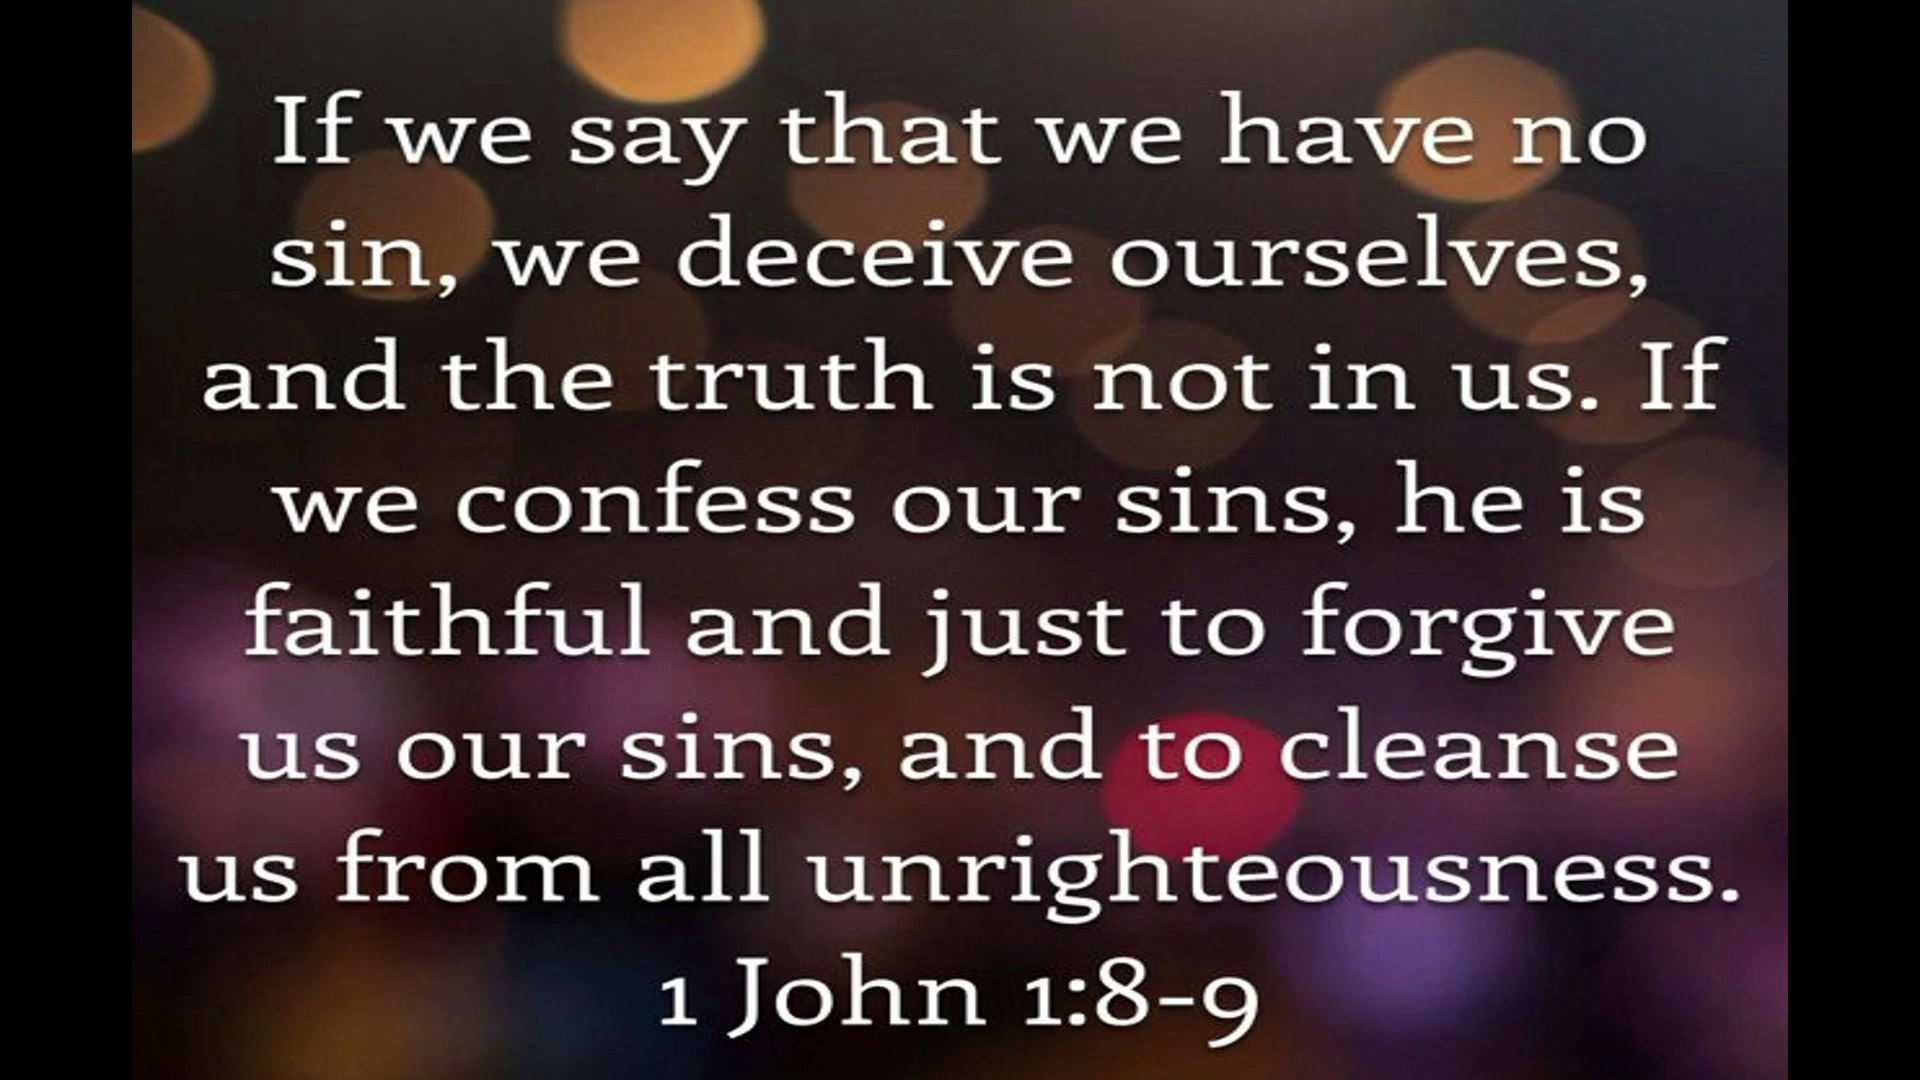 If we say that we have no
sin, we deceive ourselves,
and the truth is not in us. If
we confess our sins, he is
faithful and just to forgive
us our sins, and to cleanse
us from all unrighteousness.
1 John 1:8-9